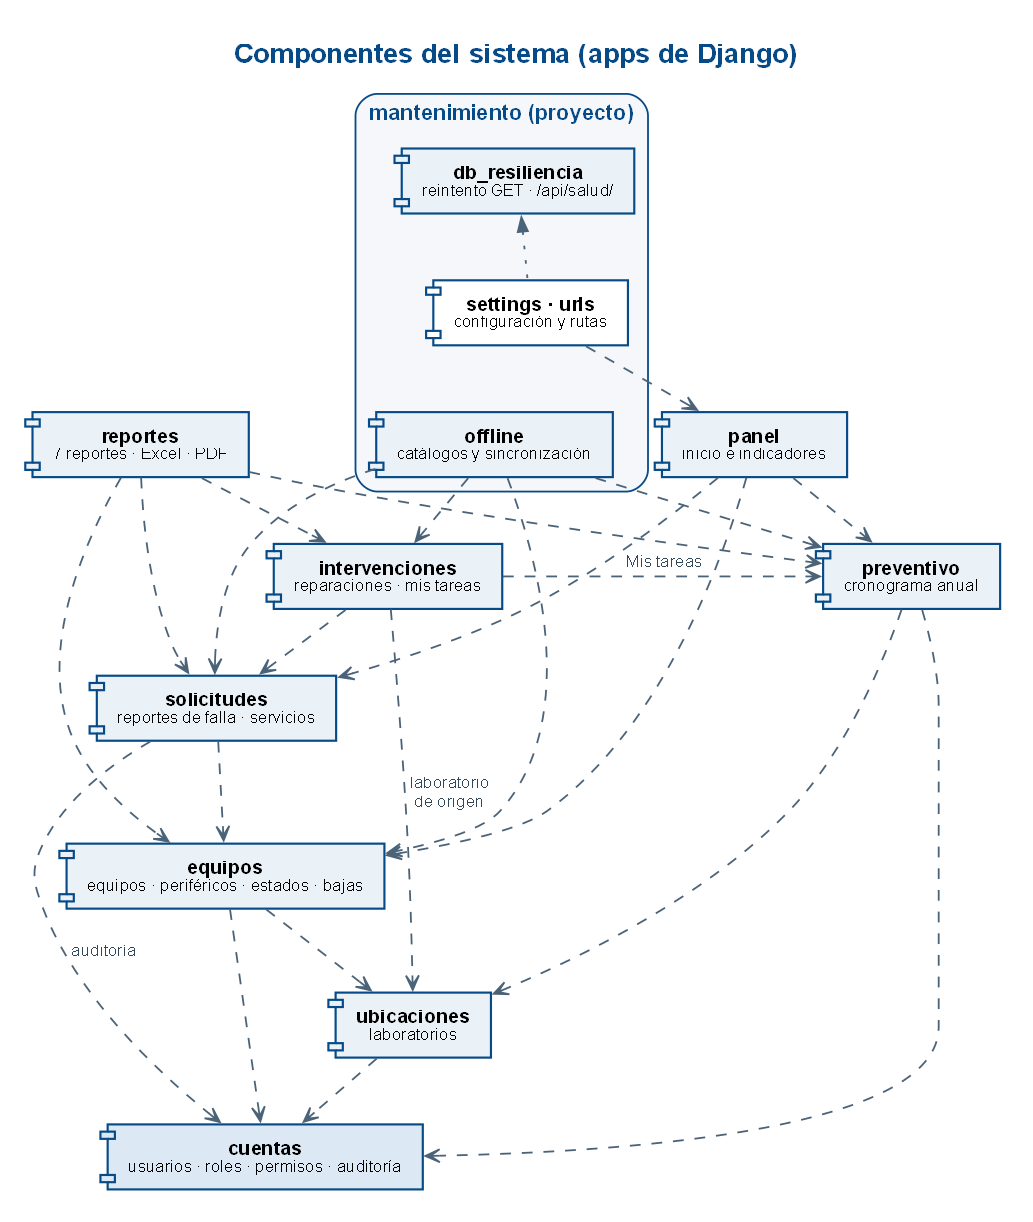 Componentes del sistema (apps de Django)
mantenimiento (proyecto)
db_resiliencia
reintento GET · /api/salud/
settings · urls
configuración y rutas
reportes
7 reportes · Excel · PDF
offline
catálogos y sincronización
panel
inicio e indicadores
intervenciones
reparaciones · mis tareas
Mis tareas
preventivo
cronograma anual
solicitudes
reportes de falla · servicios
laboratorio
de origen
equipos
equipos · periféricos · estados · bajas
auditoría
ubicaciones
laboratorios
cuentas
usuarios · roles · permisos · auditoría